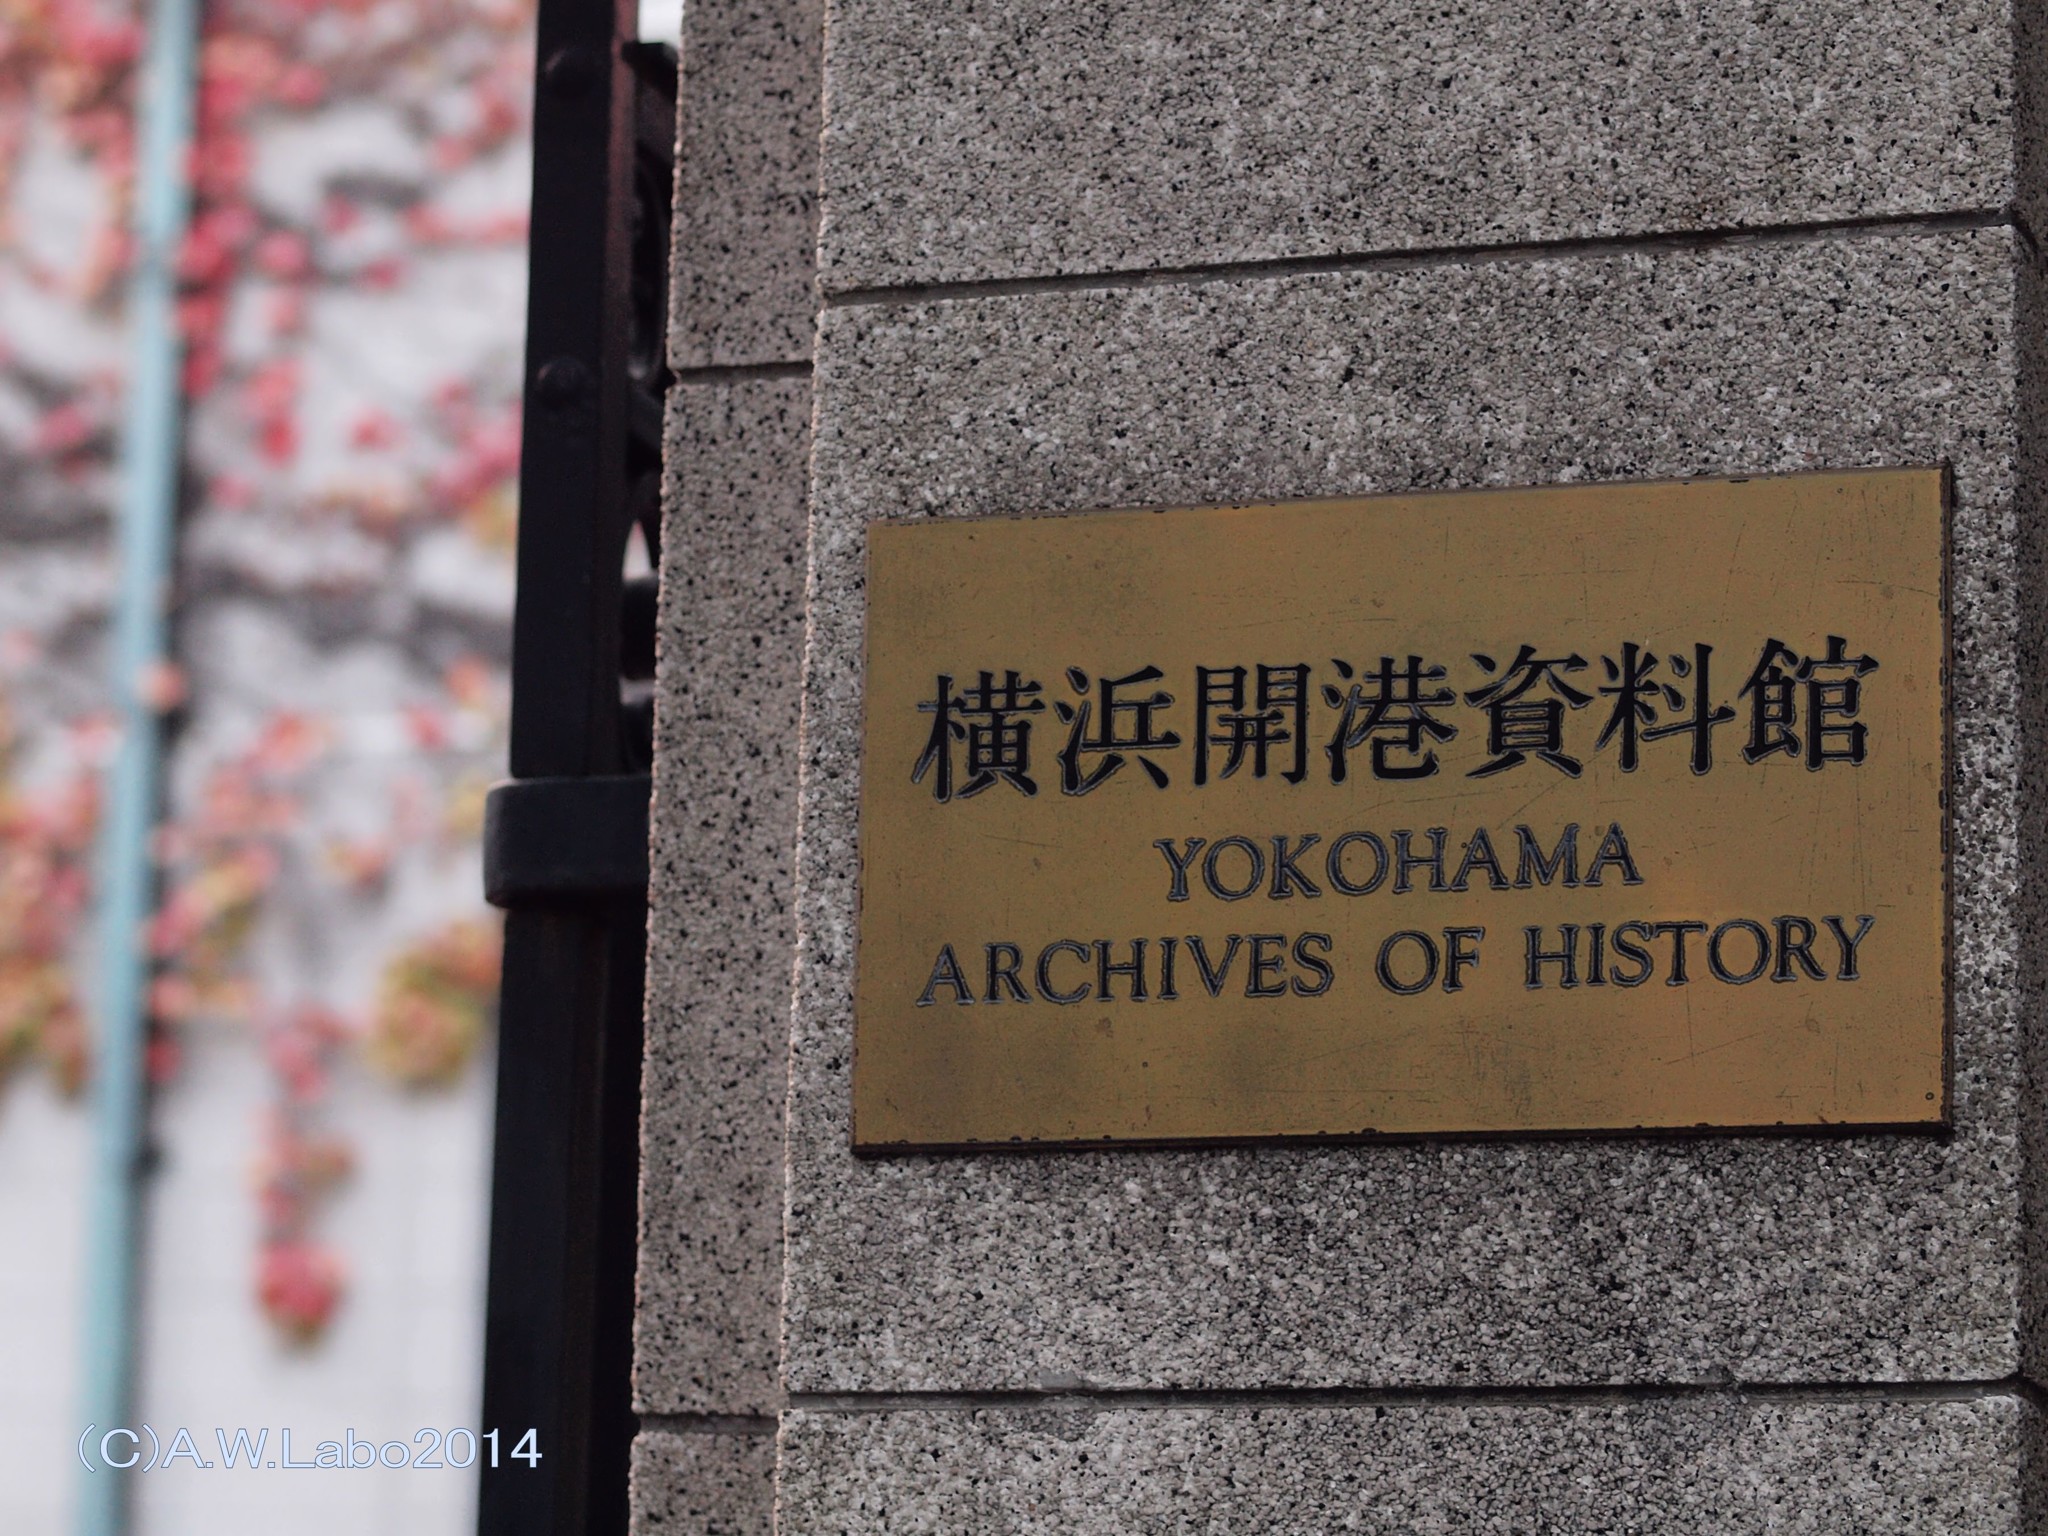 横浜開港資料館
YOKOHAMA
ARCHIVES OF HISTORY
(C)A.W.Labo2014